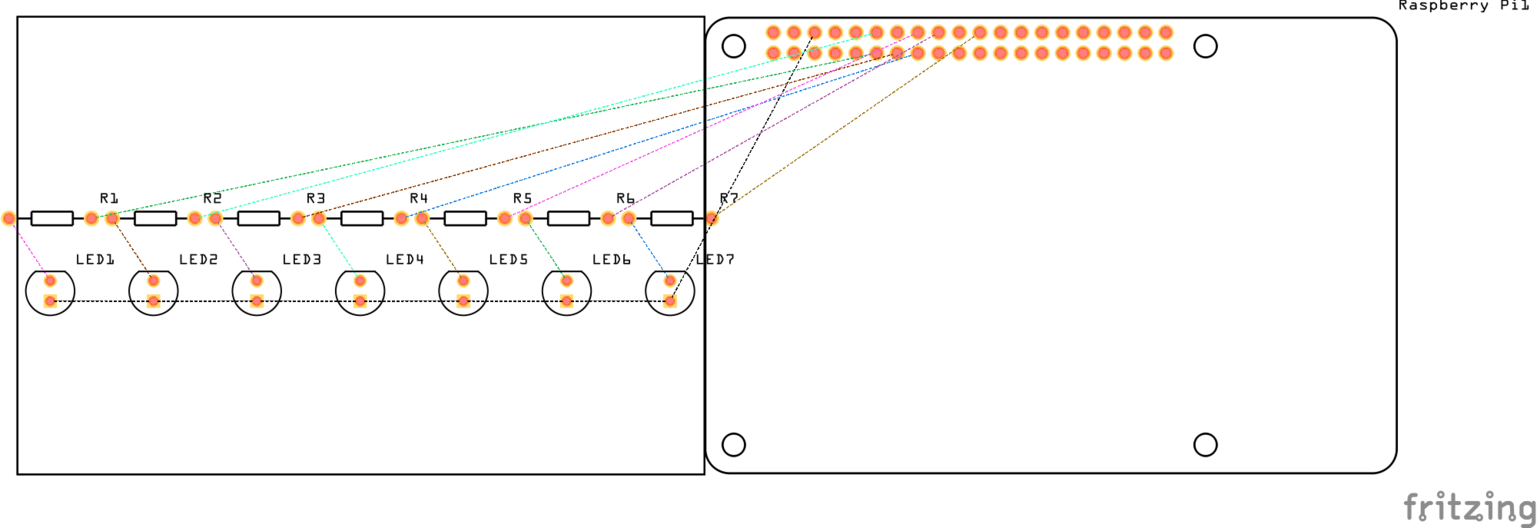 Raspberry Pi1
R1 R2 R3 R4 R5 R6 R7
LED1 LED2 LED3 LED4 LED5 LED6 LED7
fritzing